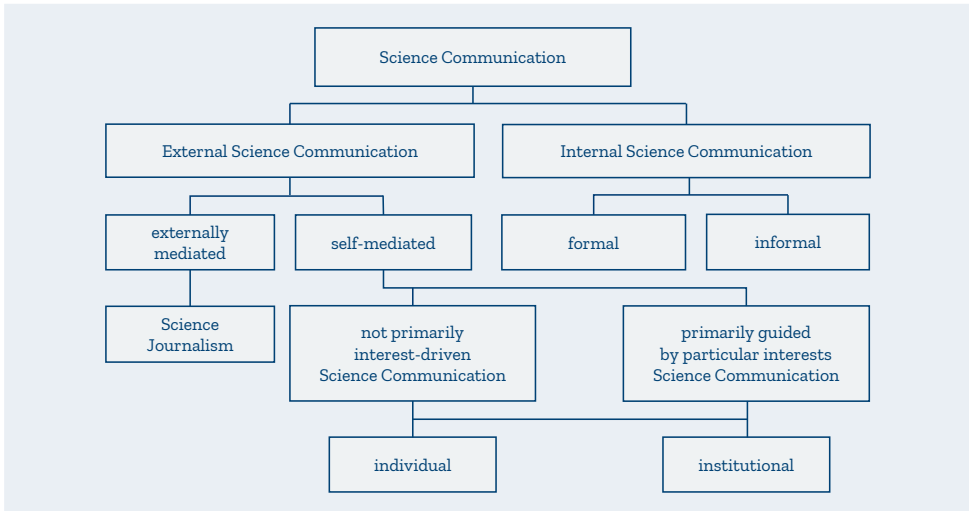 Science Communication
External Science Communication
Internal Science Communication
externally
mediated
self-mediated
formal
informal
Science
Journalism
not primarily
interest-driven
Science Communication
primarily guided
by particular interests
Science Communication
individual
institutional